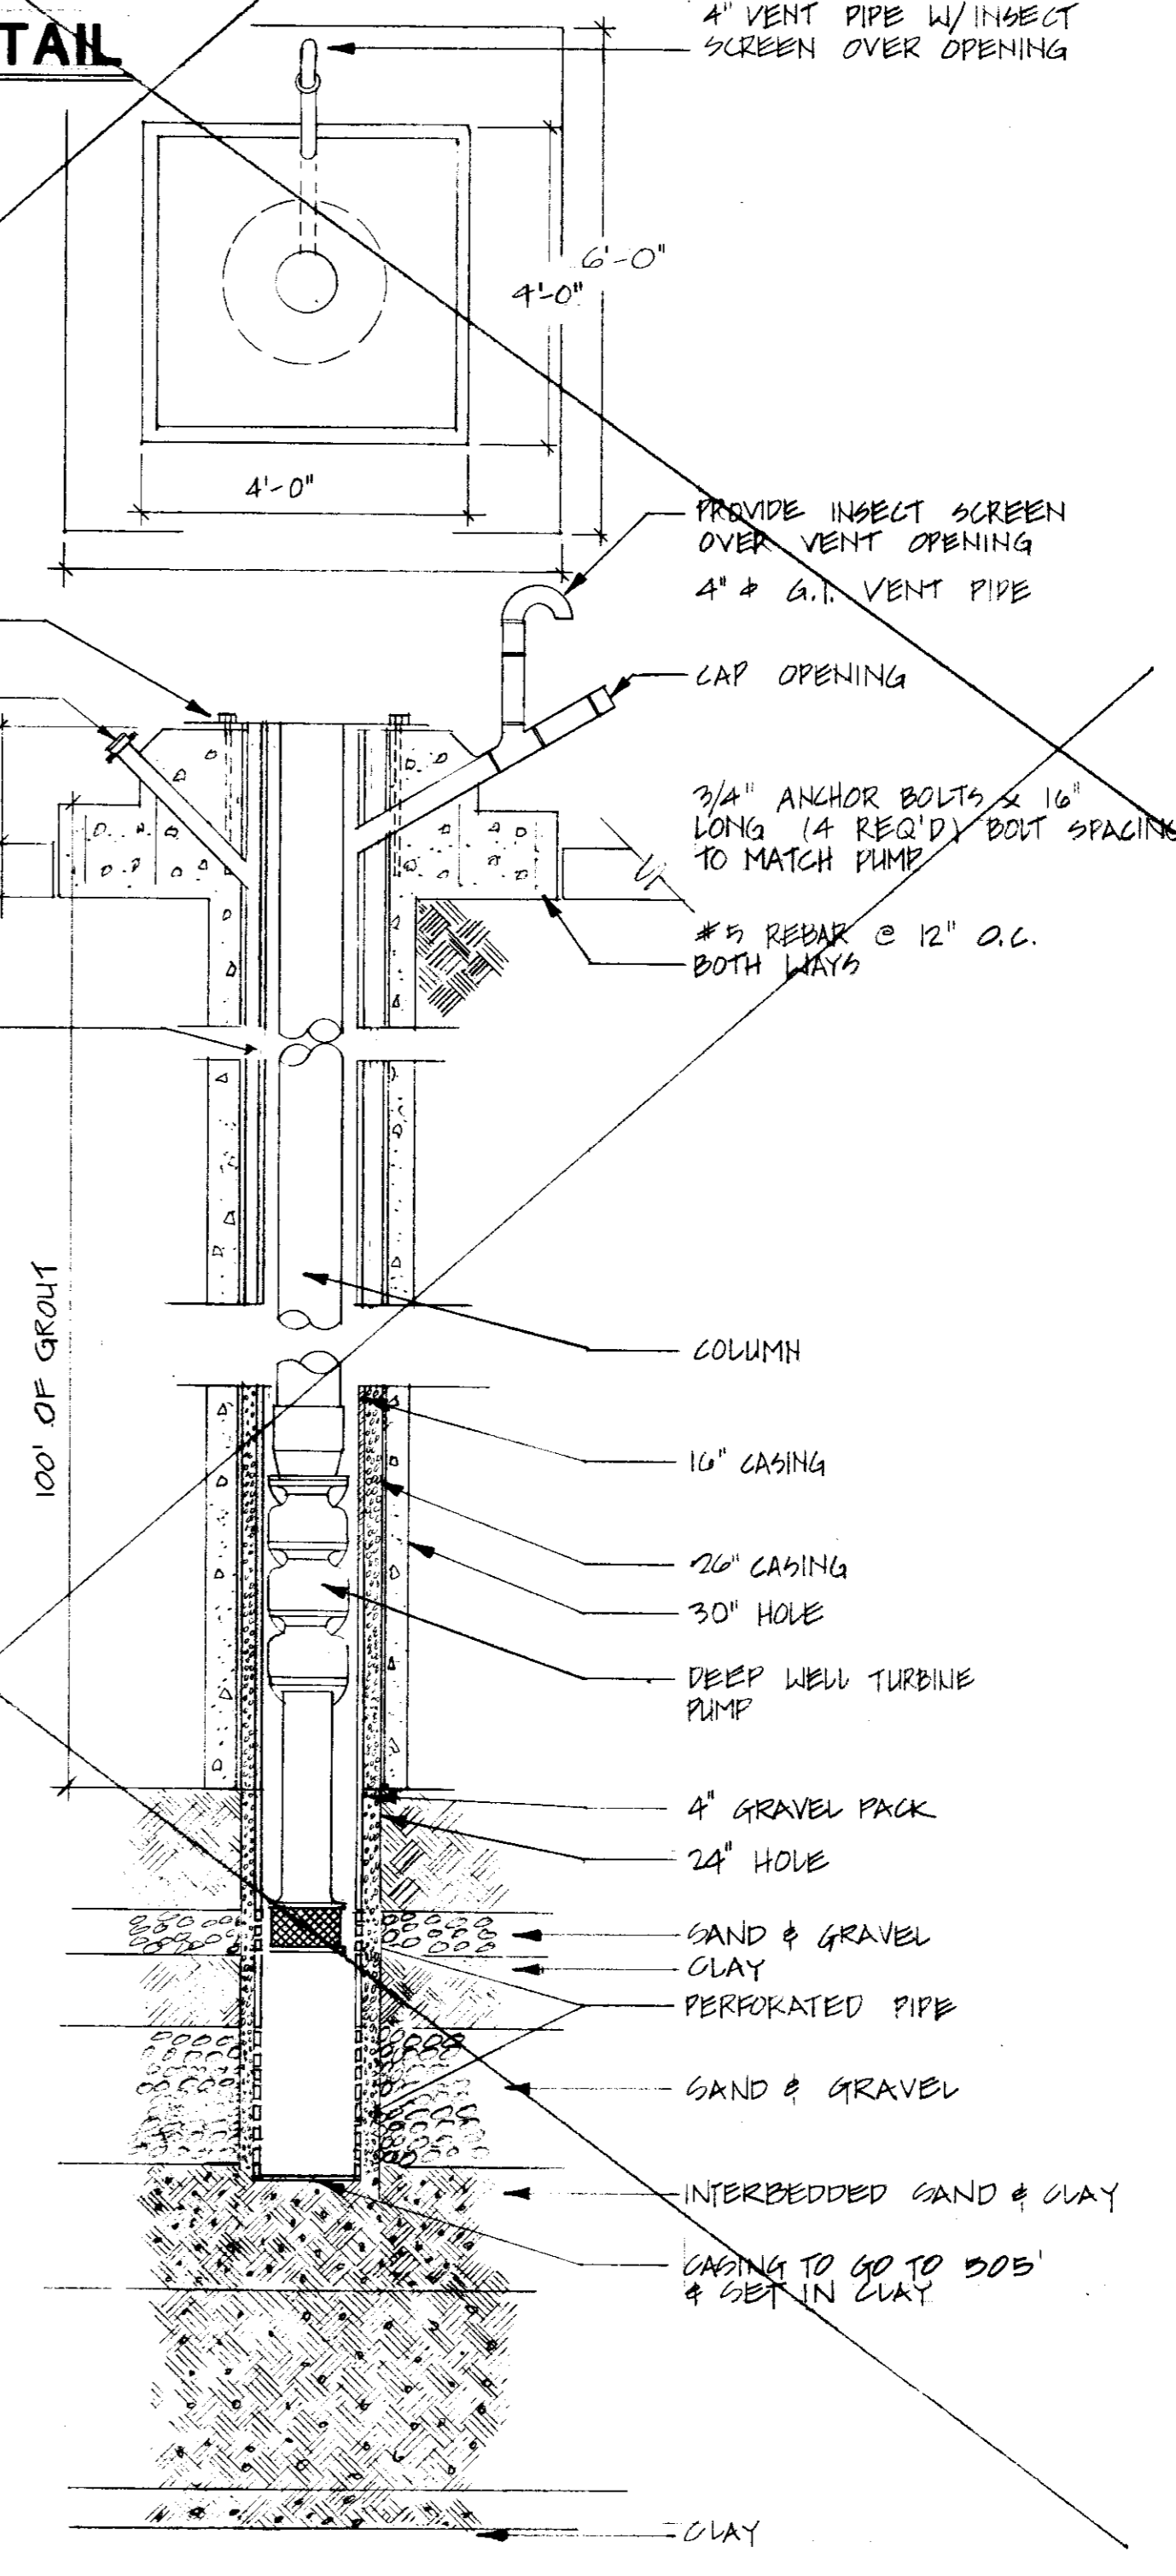 TAIL
4" VENT PIPE W/INSECT
SCREEN OVER OPENING
6'-0"
4'-0"
4'-0"
PROVIDE INSECT SCREEN
OVER VENT OPENING
4" ⌀ G.I. VENT PIPE
CAP OPENING
3/4" ANCHOR BOLTS x 16"
LONG (4 REQ'D) BOLT SPACING
TO MATCH PUMP
#5 REBAR @ 12" O.C.
BOTH WAYS
100' OF GROUT
COLUMN
16" CASING
26" CASING
30" HOLE
DEEP WELL TURBINE
PUMP
4" GRAVEL PACK
24" HOLE
SAND & GRAVEL
CLAY
PERFORATED PIPE
SAND & GRAVEL
INTERBEDDED SAND & CLAY
CASING TO GO TO 305'
& SET IN CLAY
CLAY